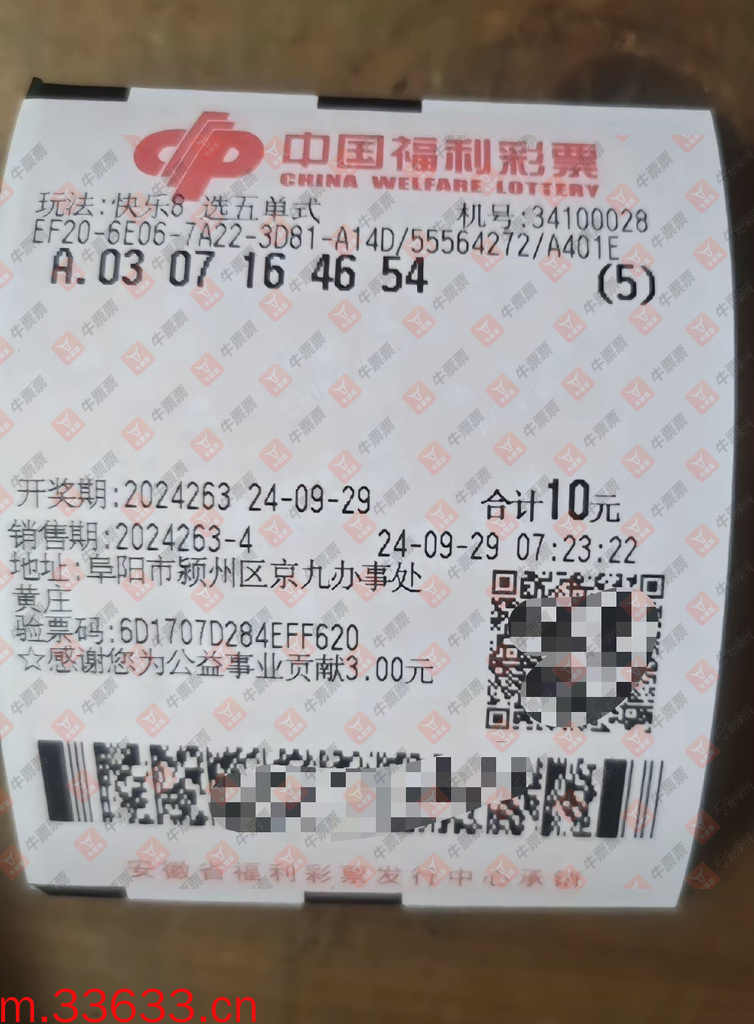 中国福利彩票
CHINA WELFARE LOTTERY
玩法:快乐8 选五单式 机号:34100028
EF20-6E06-7A22-3D81-A14D/55564272/A401E
A.03 07 16 46 54 (5)
开奖期:2024263 24-09-29 合计10元
销售期:2024263-4 24-09-29 07:23:22
地址:阜阳市颍州区京九办事处
黄庄
验票码:6D1707D284EFF620
☆感谢您为公益事业贡献3.00元
安徽省福利彩票发行中心承销
牛票票
m.33633.cn